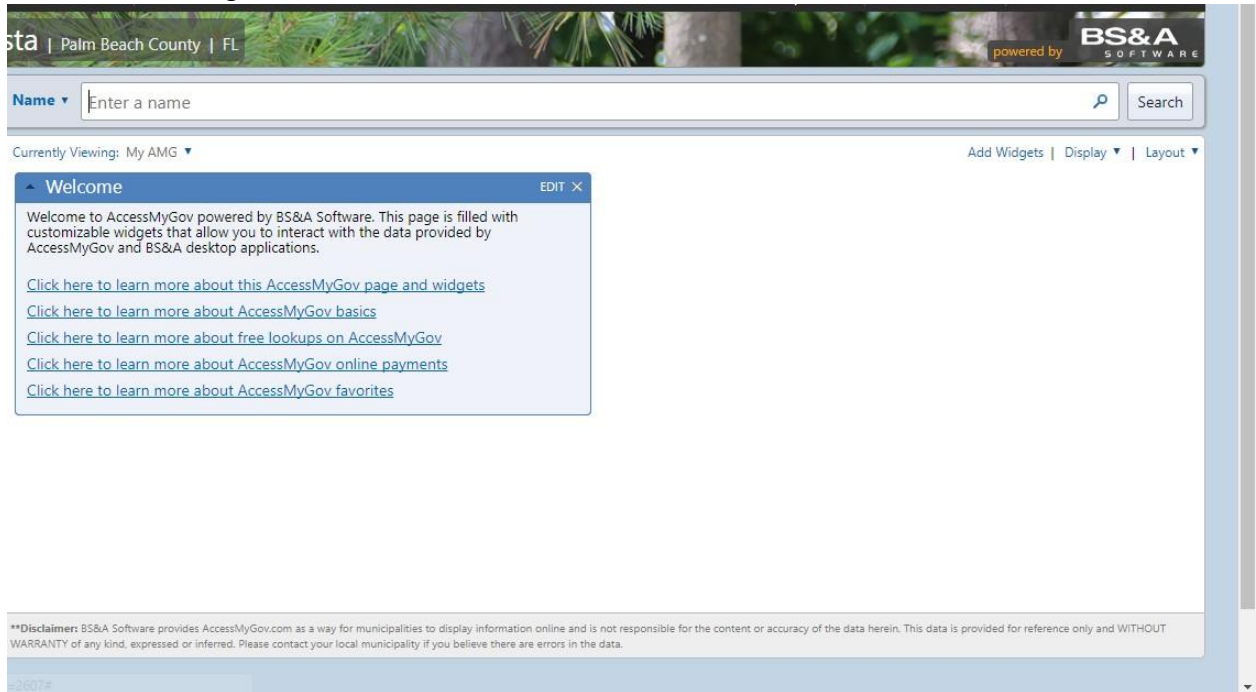 sta | Palm Beach County | FL
powered by BS&A
SOFTWARE
Name ▼ Enter a name Search
Currently Viewing: My AMG ▼ Add Widgets | Display ▼ | Layout ▼
Welcome EDIT X
Welcome to AccessMyGov powered by BS&A Software. This page is filled with
customizable widgets that allow you to interact with the data provided by
AccessMyGov and BS&A desktop applications.
Click here to learn more about this AccessMyGov page and widgets
Click here to learn more about AccessMyGov basics
Click here to learn more about free lookups on AccessMyGov
Click here to learn more about AccessMyGov online payments
Click here to learn more about AccessMyGov favorites
**Disclaimer: BS&A Software provides AccessMyGov.com as a way for municipalities to display information online and is not responsible for the content or accuracy of the data herein. This data is provided for reference only and WITHOUT
WARRANTY of any kind, expressed or inferred. Please contact your local municipality if you believe there are errors in the data.
=2607#